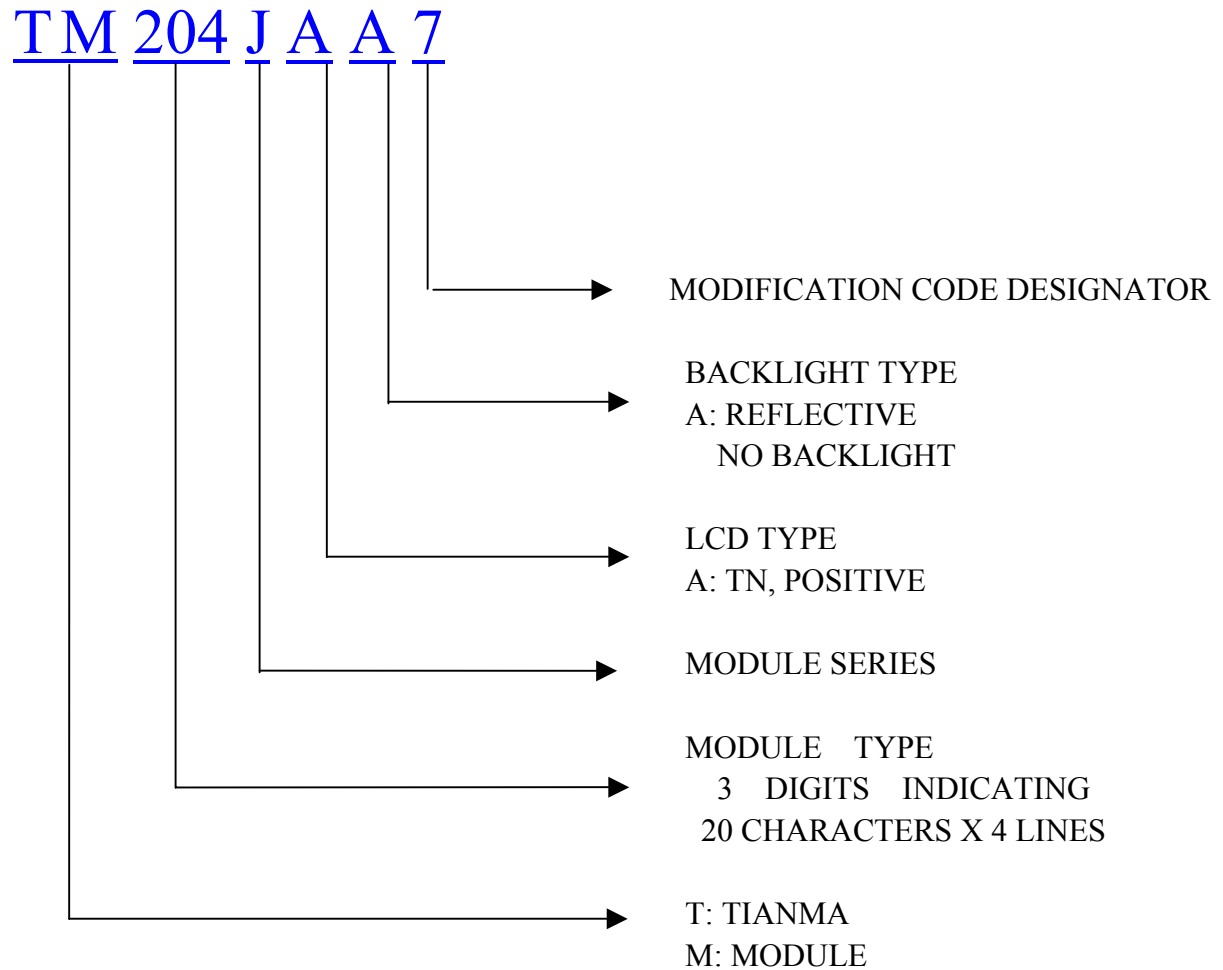 TM 204 J A A 7
MODIFICATION CODE DESIGNATOR
BACKLIGHT TYPE
A: REFLECTIVE
NO BACKLIGHT
LCD TYPE
A: TN, POSITIVE
MODULE SERIES
MODULE TYPE
3 DIGITS INDICATING
20 CHARACTERS X 4 LINES
T: TIANMA
M: MODULE